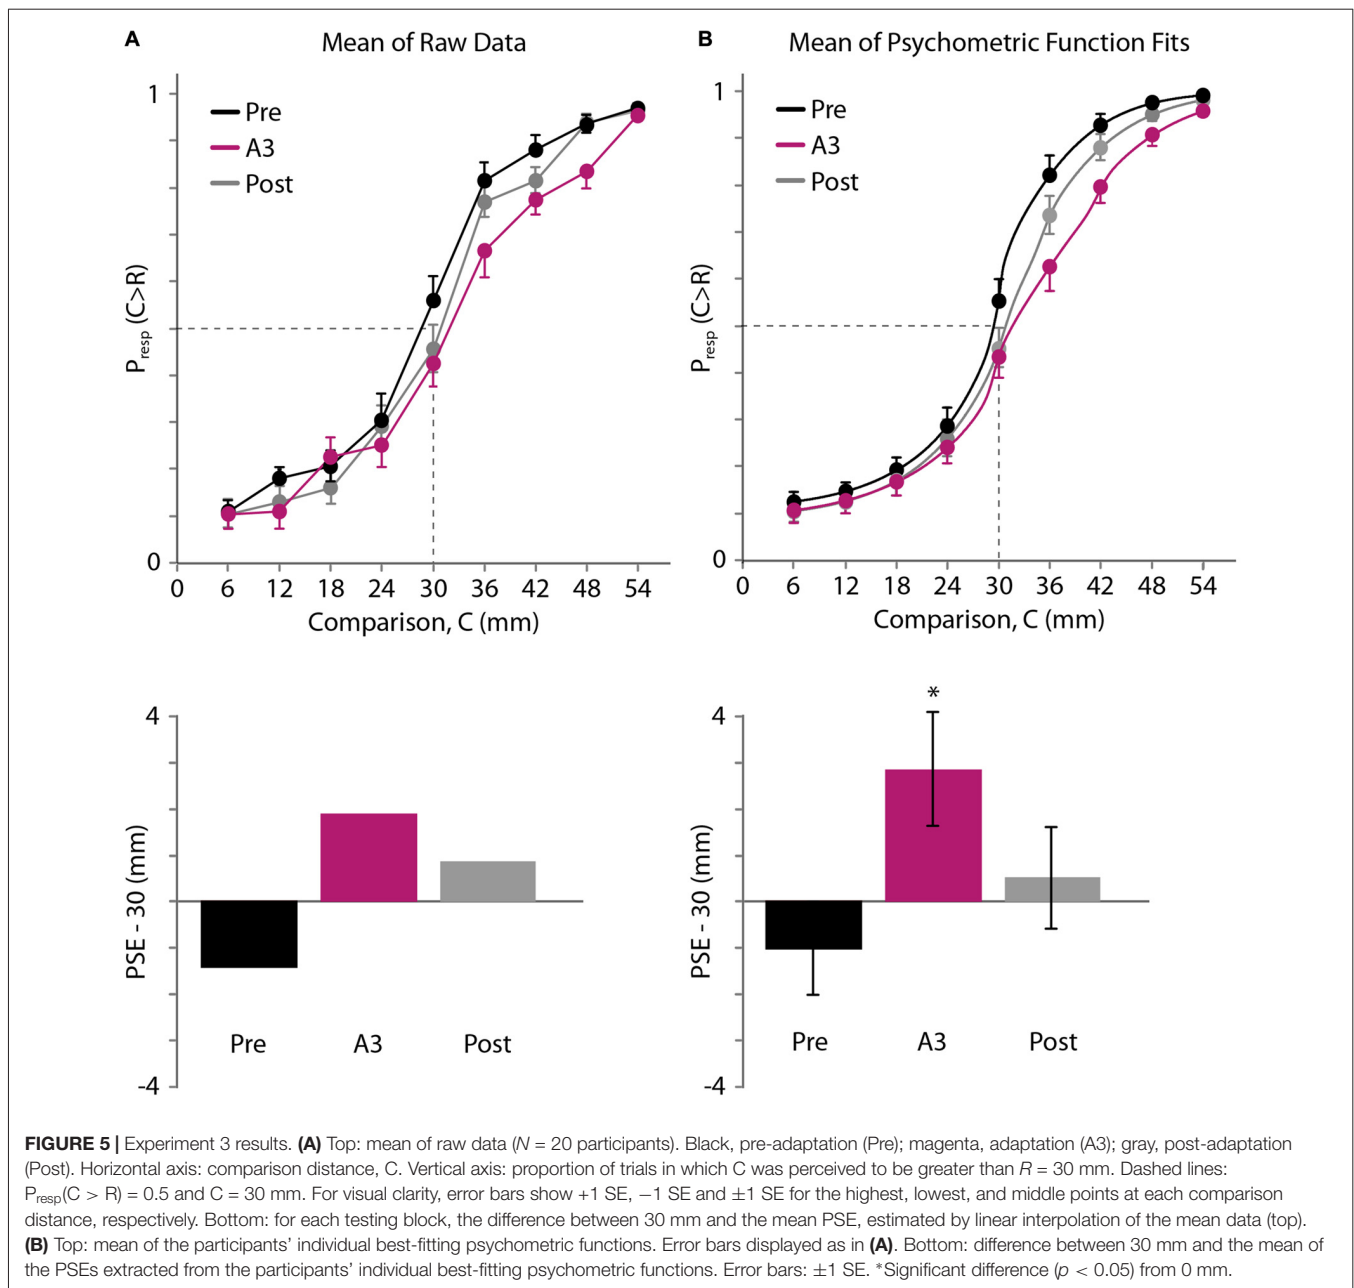 A
Mean of Raw Data
1
Pre
A3
Post
P_resp (C>R)
0
0 6 12 18 24 30 36 42 48 54
Comparison, C (mm)
B
Mean of Psychometric Function Fits
1
Pre
A3
Post
P_resp (C>R)
0
0 6 12 18 24 30 36 42 48 54
Comparison, C (mm)
4
PSE - 30 (mm)
Pre A3 Post
-4
4
*
PSE - 30 (mm)
Pre A3 Post
-4
FIGURE 5 | Experiment 3 results. (A) Top: mean of raw data (N = 20 participants). Black, pre-adaptation (Pre); magenta, adaptation (A3); gray, post-adaptation
(Post). Horizontal axis: comparison distance, C. Vertical axis: proportion of trials in which C was perceived to be greater than R = 30 mm. Dashed lines:
P_resp(C > R) = 0.5 and C = 30 mm. For visual clarity, error bars show +1 SE, −1 SE and ±1 SE for the highest, lowest, and middle points at each comparison
distance, respectively. Bottom: for each testing block, the difference between 30 mm and the mean PSE, estimated by linear interpolation of the mean data (top).
(B) Top: mean of the participants' individual best-fitting psychometric functions. Error bars displayed as in (A). Bottom: difference between 30 mm and the mean of
the PSEs extracted from the participants' individual best-fitting psychometric functions. Error bars: ±1 SE. *Significant difference (p < 0.05) from 0 mm.